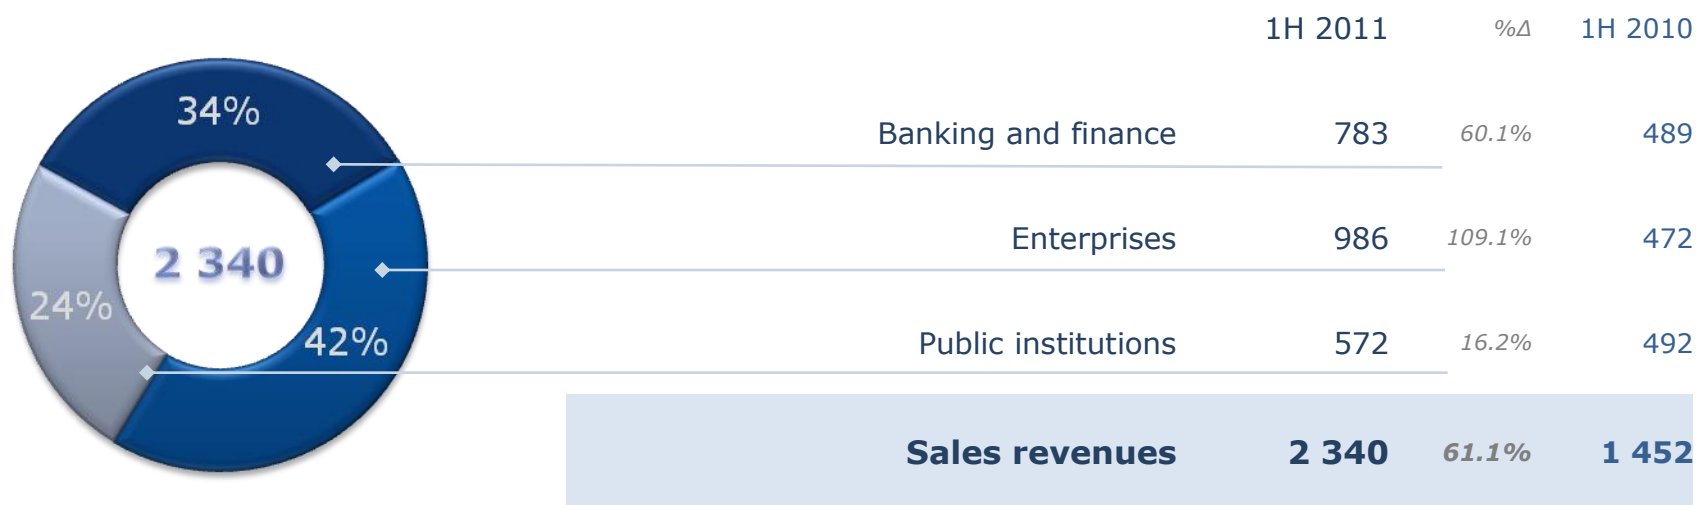 1H 2011 %Δ 1H 2010
34%
Banking and finance 783 60.1% 489
Enterprises 986 109.1% 472
2 340
24%
42%
Public institutions 572 16.2% 492
Sales revenues 2 340 61.1% 1 452